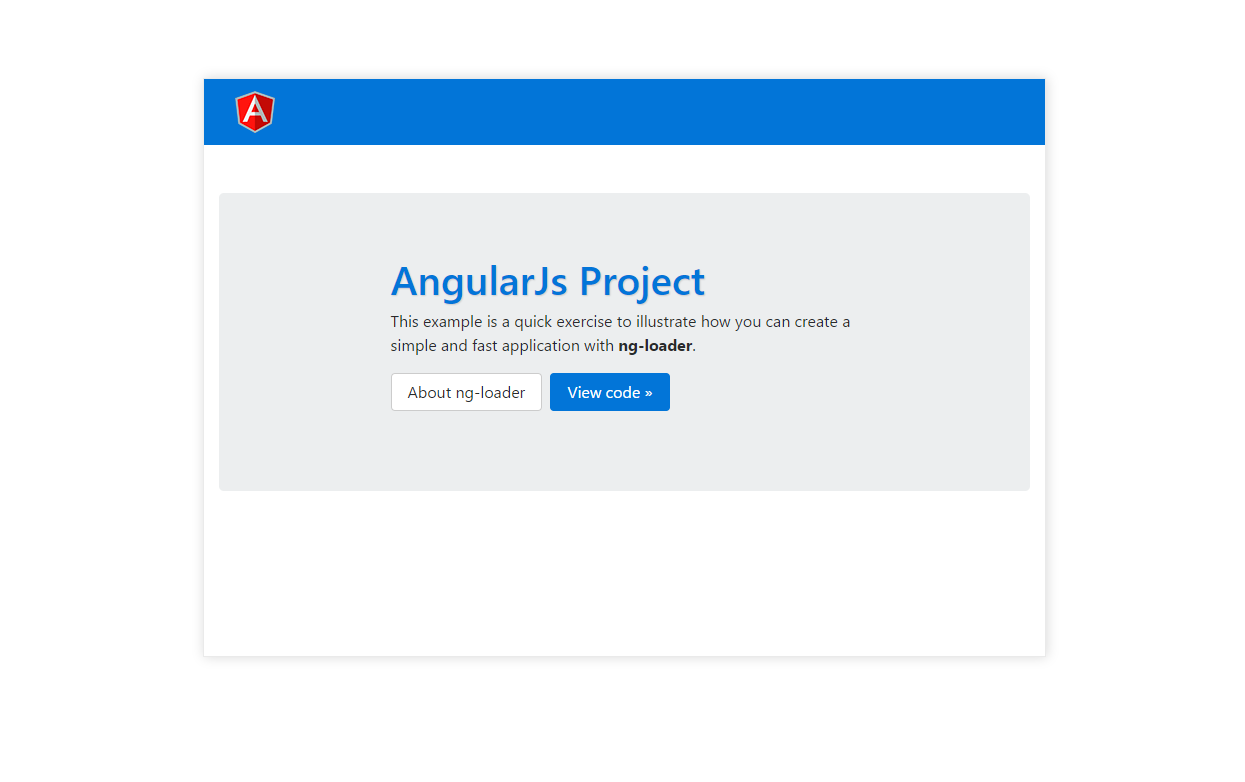 AngularJs Project
This example is a quick exercise to illustrate how you can create a
simple and fast application with ng-loader.
About ng-loader
View code »